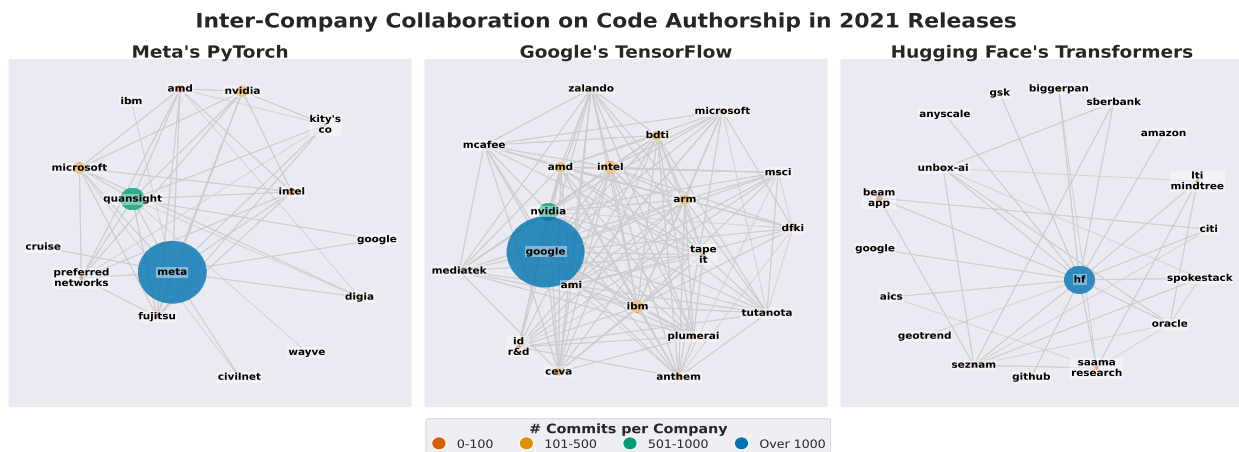 Inter-Company Collaboration on Code Authorship in 2021 Releases
Meta's PyTorch
amd
nvidia
ibm
kity's
co
microsoft
intel
quansight
google
cruise
preferred
networks
meta
digia
fujitsu
wayve
civilnet
Google's TensorFlow
zalando
microsoft
bdti
mcafee
amd
intel
msci
arm
nvidia
dfki
google
tape
it
mediatek
ami
ibm
tutanota
plumerai
id
r&d
ceva
anthem
Hugging Face's Transformers
gsk
biggerpan
sberbank
anyscale
amazon
unbox-ai
lti
mindtree
beam
app
citi
google
hf
spokestack
aics
oracle
geotrend
seznam
saama
research
github
# Commits per Company
0-100
101-500
501-1000
Over 1000